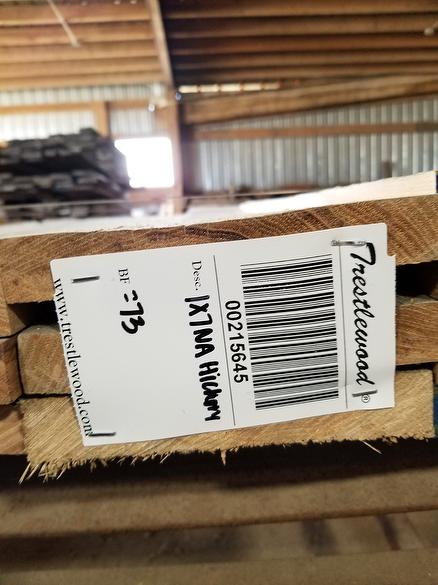 Trestlewood®
00215645
Desc. 1X7 NA Hickory
BF =73
www.trestlewood.com